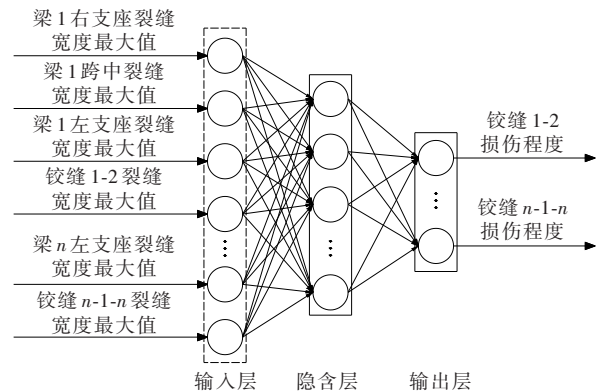 梁1右支座裂缝
宽度最大值
梁1跨中裂缝
宽度最大值
梁1左支座裂缝
宽度最大值
铰缝1-2裂缝
宽度最大值
梁n左支座裂缝
宽度最大值
铰缝n-1-n裂缝
宽度最大值
铰缝1-2
损伤程度
铰缝n-1-n
损伤程度
输入层 隐含层 输出层